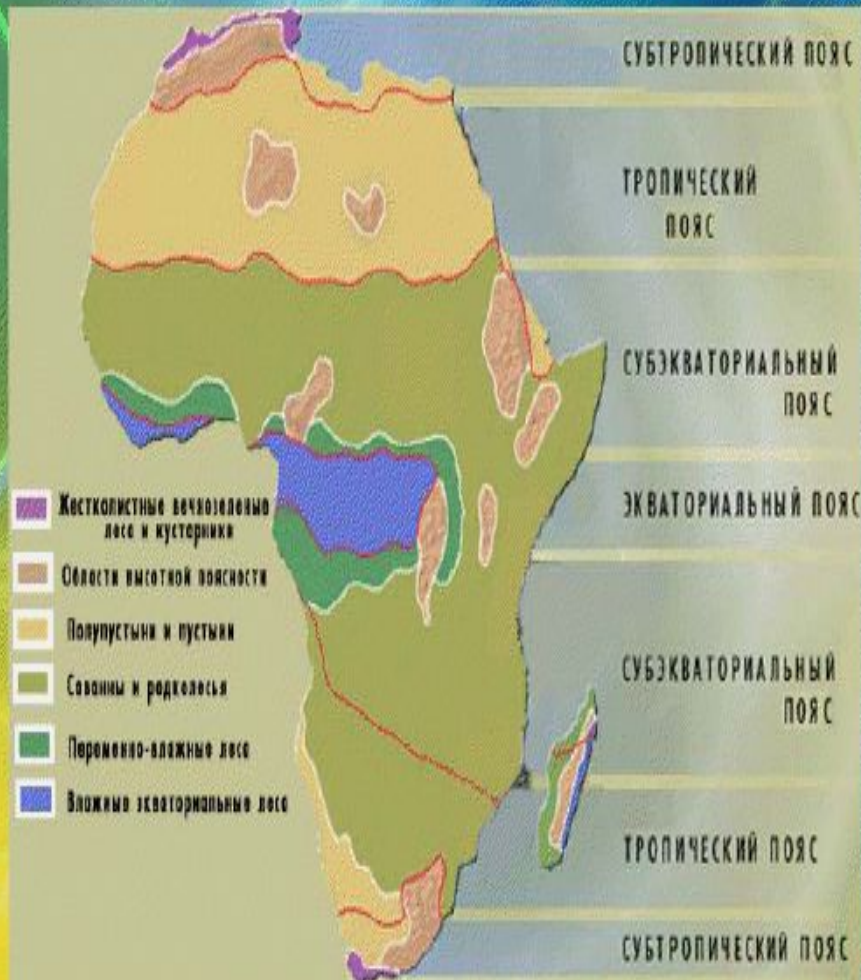 СУБТРОПИЧЕСКИЙ ПОЯС
ТРОПИЧЕСКИЙ
ПОЯС
СУБЭКВАТОРИАЛЬНЫЙ
ПОЯС
ЭКВАТОРИАЛЬНЫЙ ПОЯС
СУБЭКВАТОРИАЛЬНЫЙ
ПОЯС
ТРОПИЧЕСКИЙ ПОЯС
СУБТРОПИЧЕСКИЙ ПОЯС
Жестколистные вечнозеленые
леса и кустарники
Области высотной поясности
Полупустыни и пустыни
Саванны и редколесья
Переменно-влажные леса
Влажные экваториальные леса